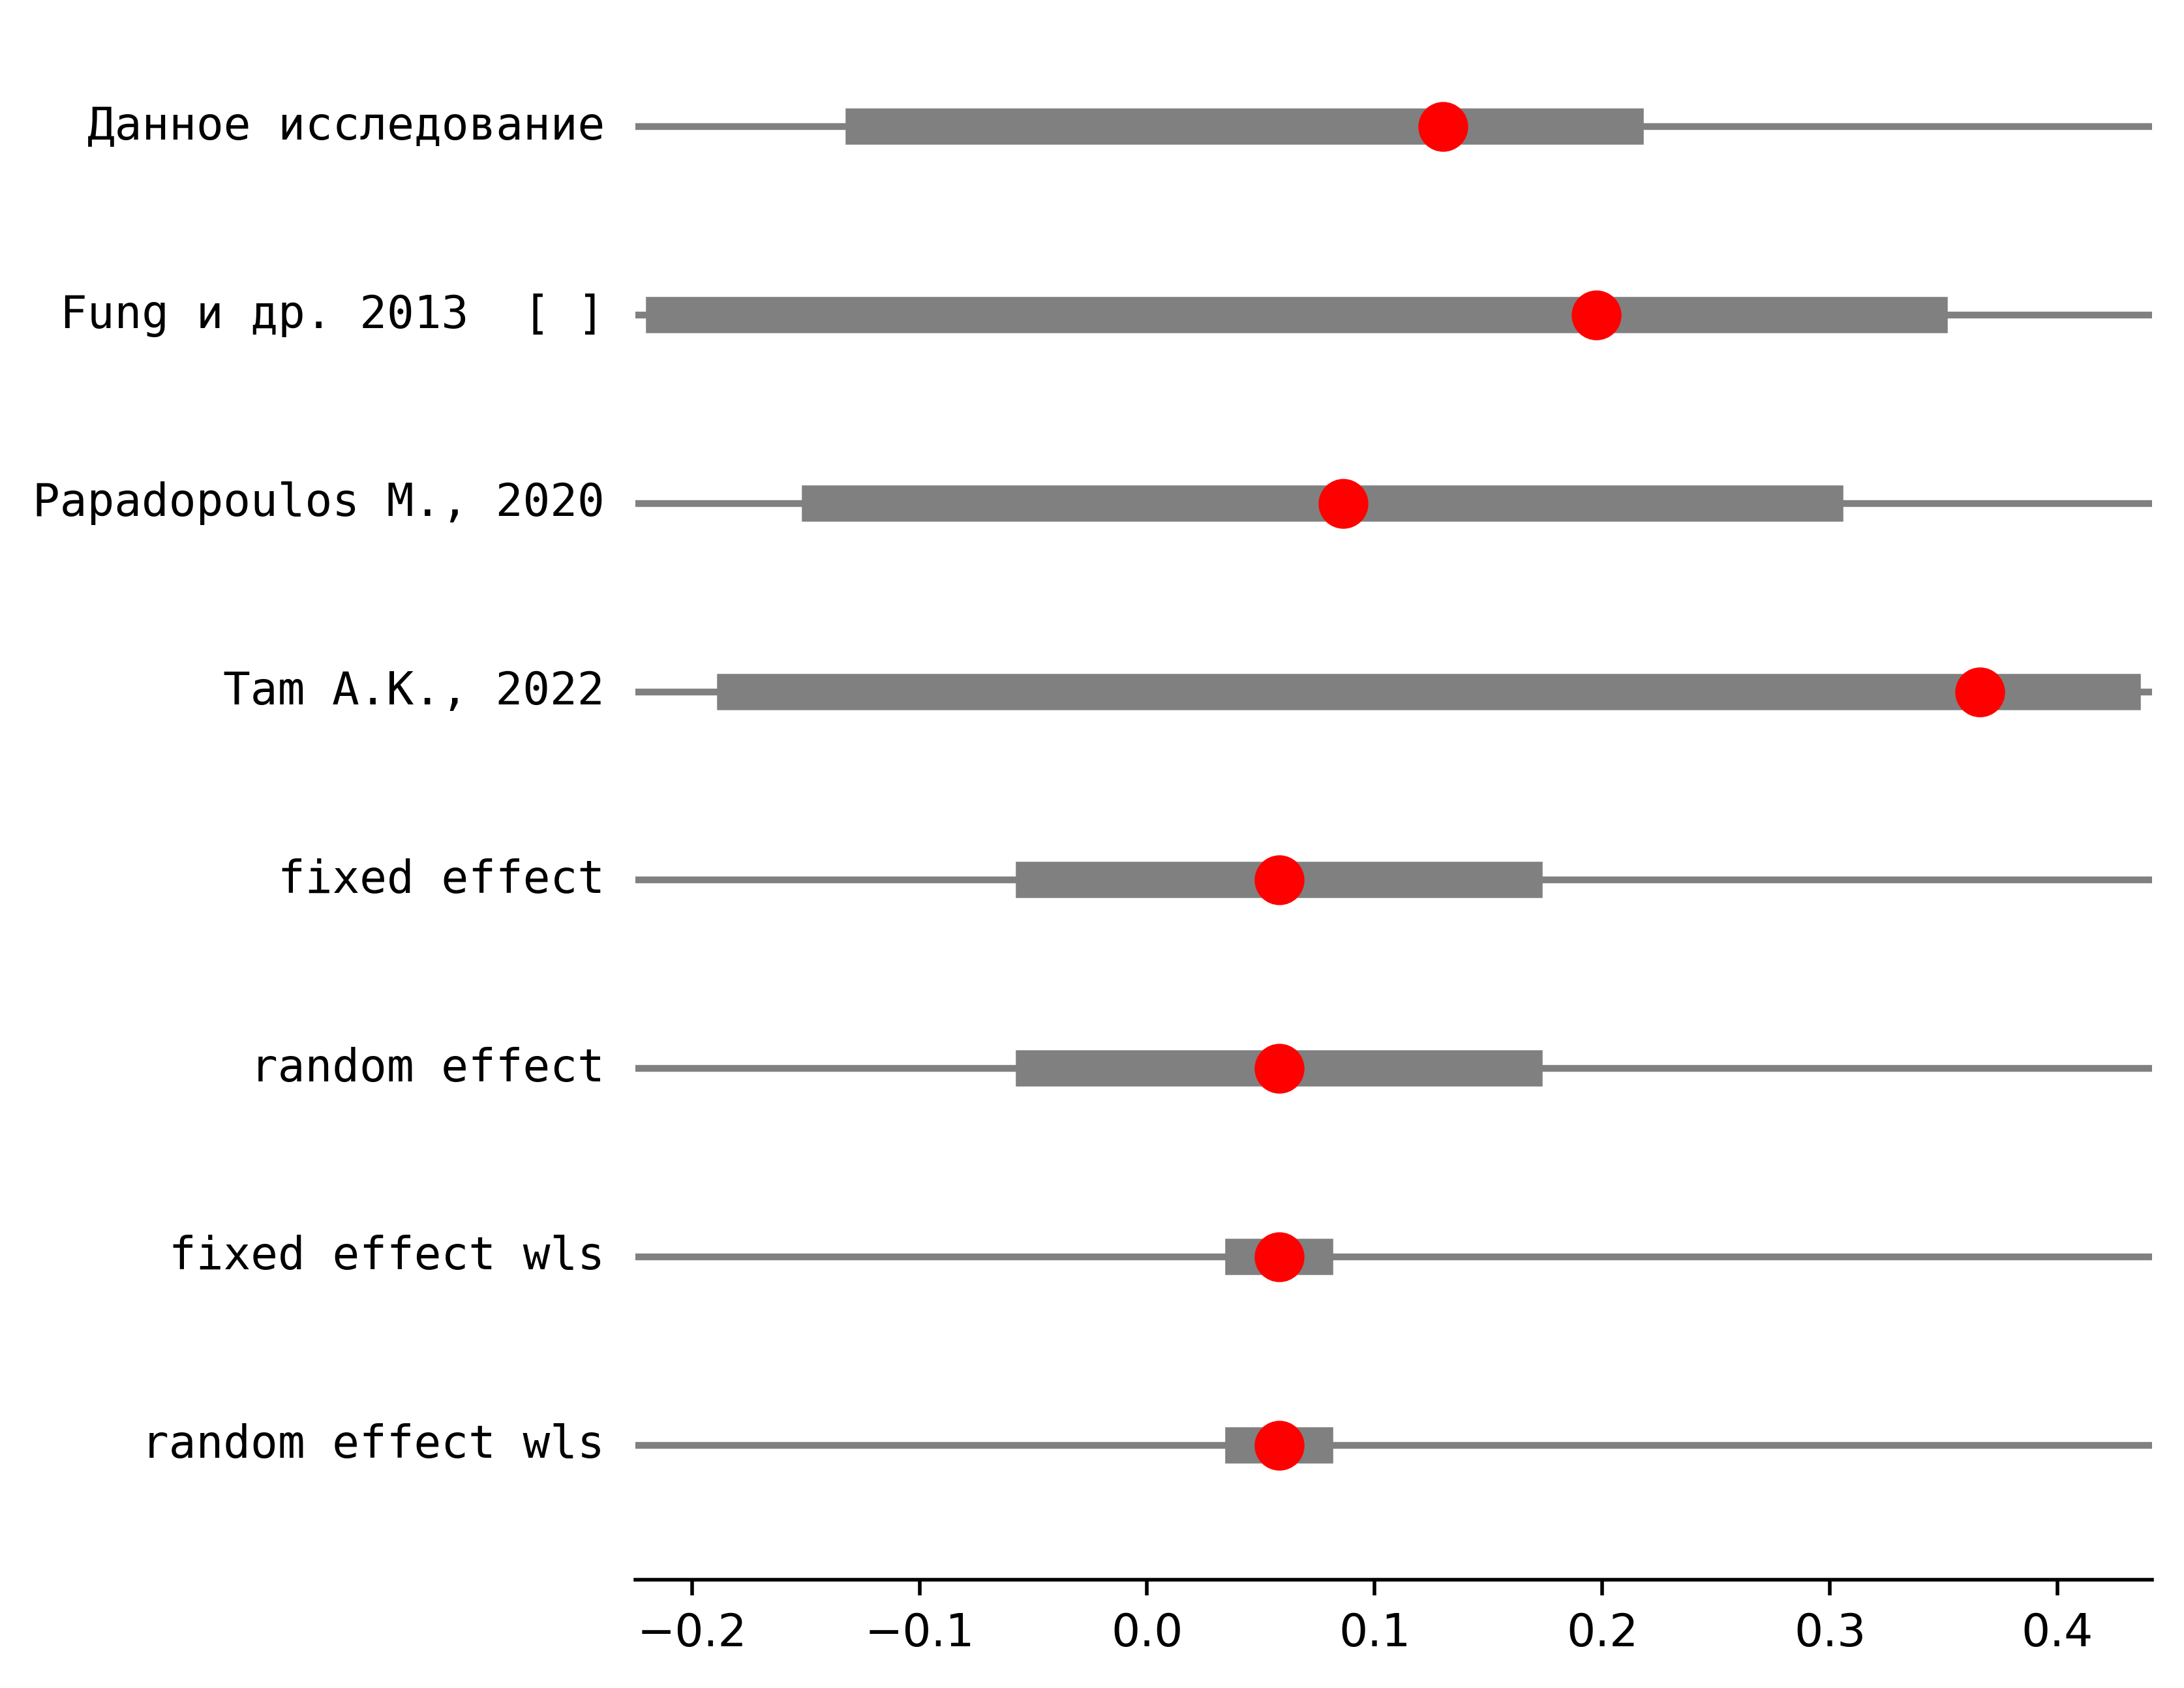 Данное исследование
Fung и др. 2013  [ ]
Papadopoulos M., 2020
Tam A.K., 2022
fixed effect
random effect
fixed effect wls
random effect wls
−0.2 −0.1 0.0 0.1 0.2 0.3 0.4